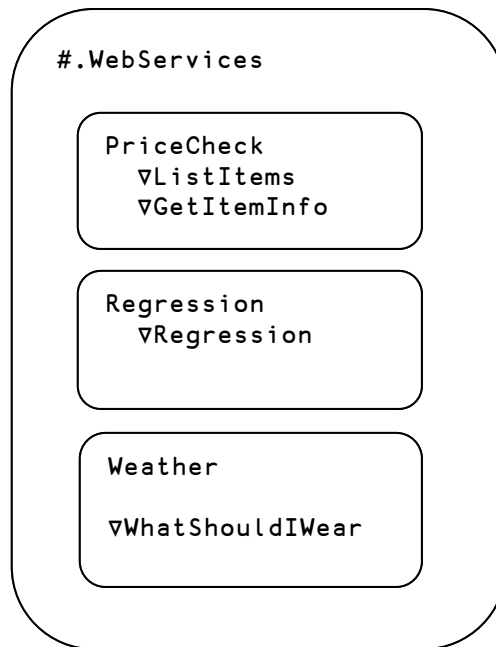 #.WebServices
PriceCheck
∇ListItems
∇GetItemInfo
Regression
∇Regression
Weather
∇WhatShouldIWear